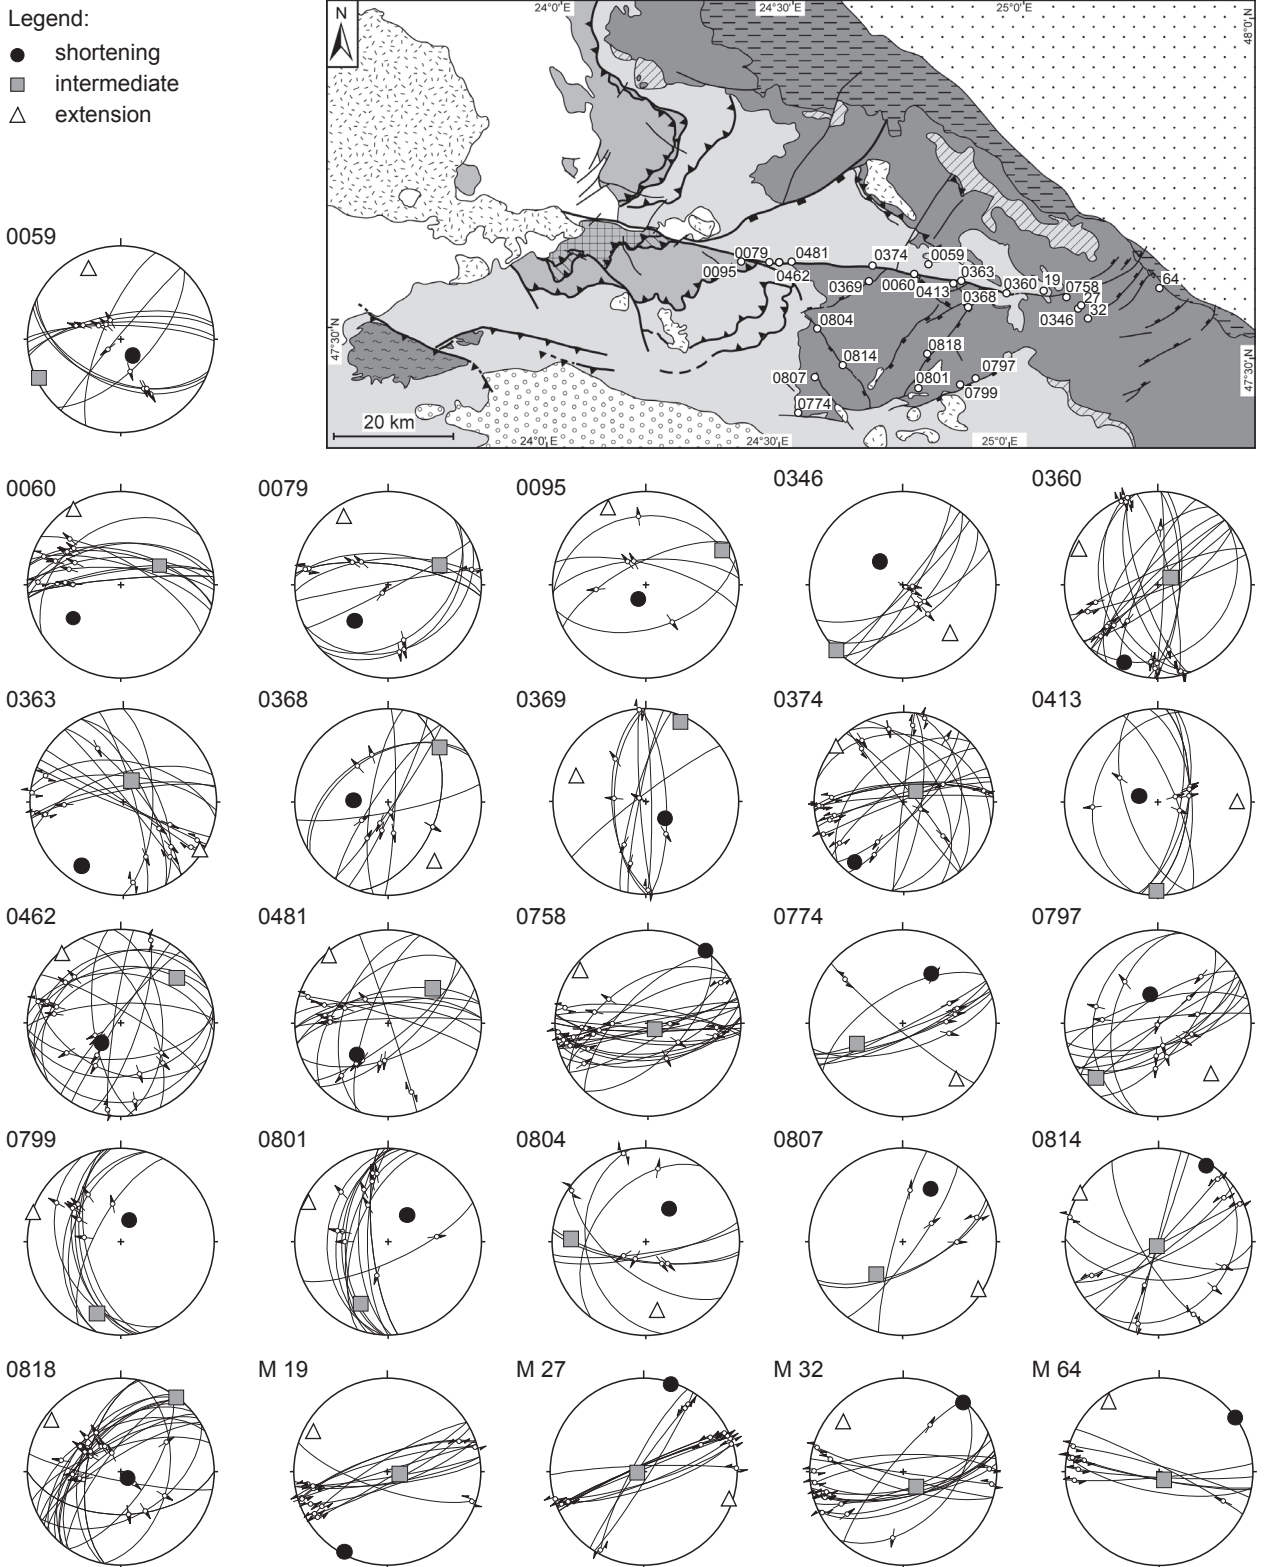 Legend:
shortening
intermediate
extension
N
24°0'E
24°30'E
25°0'E
48°0'N
0079
0481
0095
0462
0374
0059
0369
0060
0413
0363
0368
0360
19
0758
64
27
32
0346
0804
0814
0818
0807
0801
0797
0799
0774
47°30'N
47°30'N
20 km
24°0'E
24°30'E
25°0'E
0059
0060
0079
0095
0346
0360
0363
0368
0369
0374
0413
0462
0481
0758
0774
0797
0799
0801
0804
0807
0814
0818
M 19
M 27
M 32
M 64